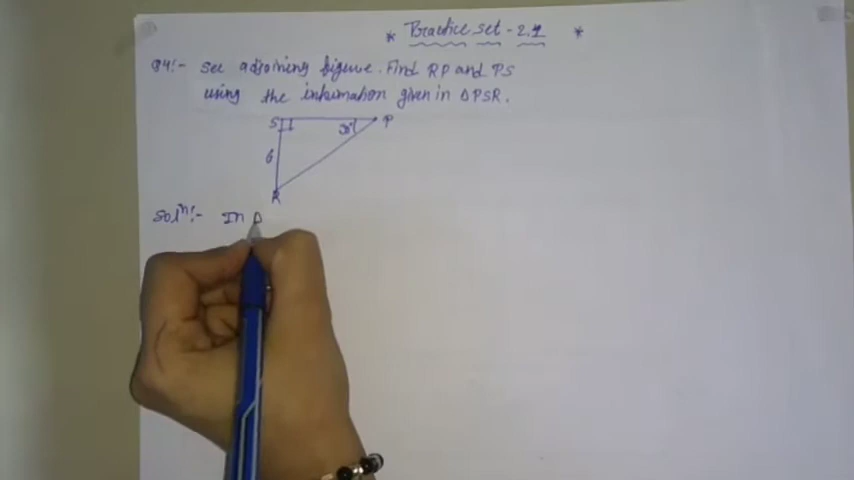 * Practice set - 2.1 *
Q4:- See adjoining figure. Find RP and PS
using the information given in ΔPSR.
S 30° P
6
R
Solⁿ:- In Δ